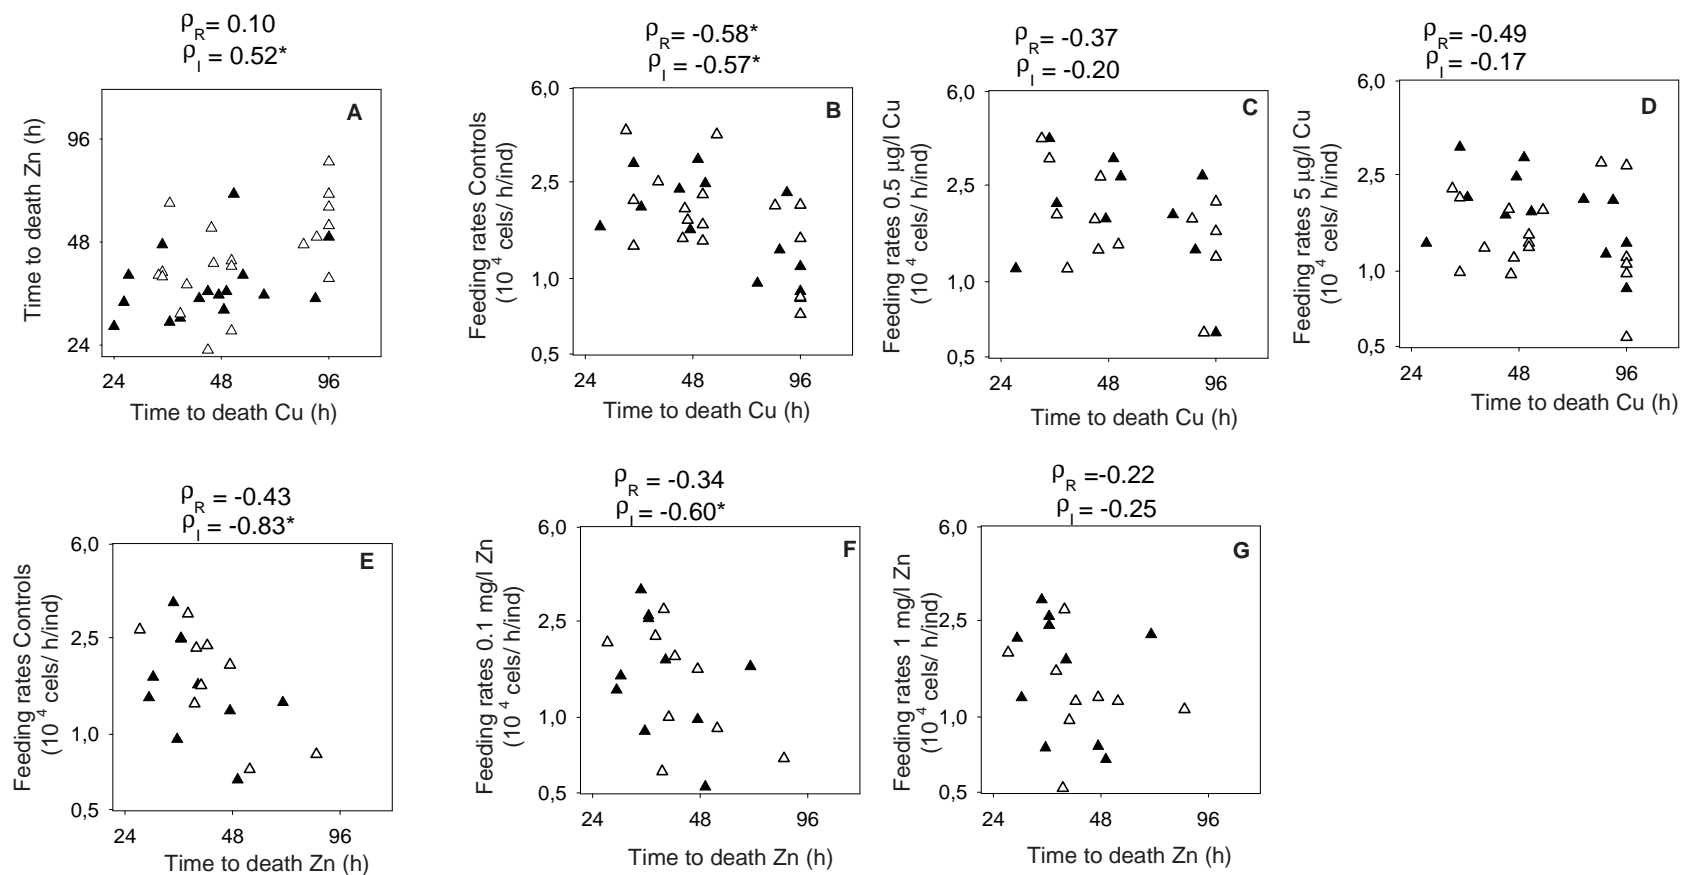 ρR= 0.10
ρI = 0.52*
A
Time to death Zn (h)
96
48
24
24 48 96
Time to death Cu (h)
ρR= -0.58*
ρI = -0.57*
B
Feeding rates Controls
(10^4 cels/ h/ind)
6,0
2,5
1,0
0,5
24 48 96
Time to death Cu (h)
ρR= -0.37
ρI = -0.20
C
Feeding rates 0.5 µg/l Cu
(10^4 cels/ h/ind)
6,0
2,5
1,0
0,5
24 48 96
Time to death Cu (h)
ρR= -0.49
ρI = -0.17
D
Feeding rates 5 µg/l Cu
(10^4 cels/ h/ind)
6,0
2,5
1,0
0,5
24 48 96
Time to death Cu (h)
ρR = -0.43
ρI = -0.83*
E
Feeding rates Controls
(10^4 cels/ h/ind)
6,0
2,5
1,0
0,5
24 48 96
Time to death Zn (h)
ρR = -0.34
ρI = -0.60*
F
Feeding rates 0.1 mg/l Zn
(10^4 cels/ h/ind)
6,0
2,5
1,0
0,5
24 48 96
Time to death Zn (h)
ρR =-0.22
ρI = -0.25
G
Feeding rates 1 mg/l Zn
(10^4 cels/ h/ind)
6,0
2,5
1,0
0,5
24 48 96
Time to death Zn (h)